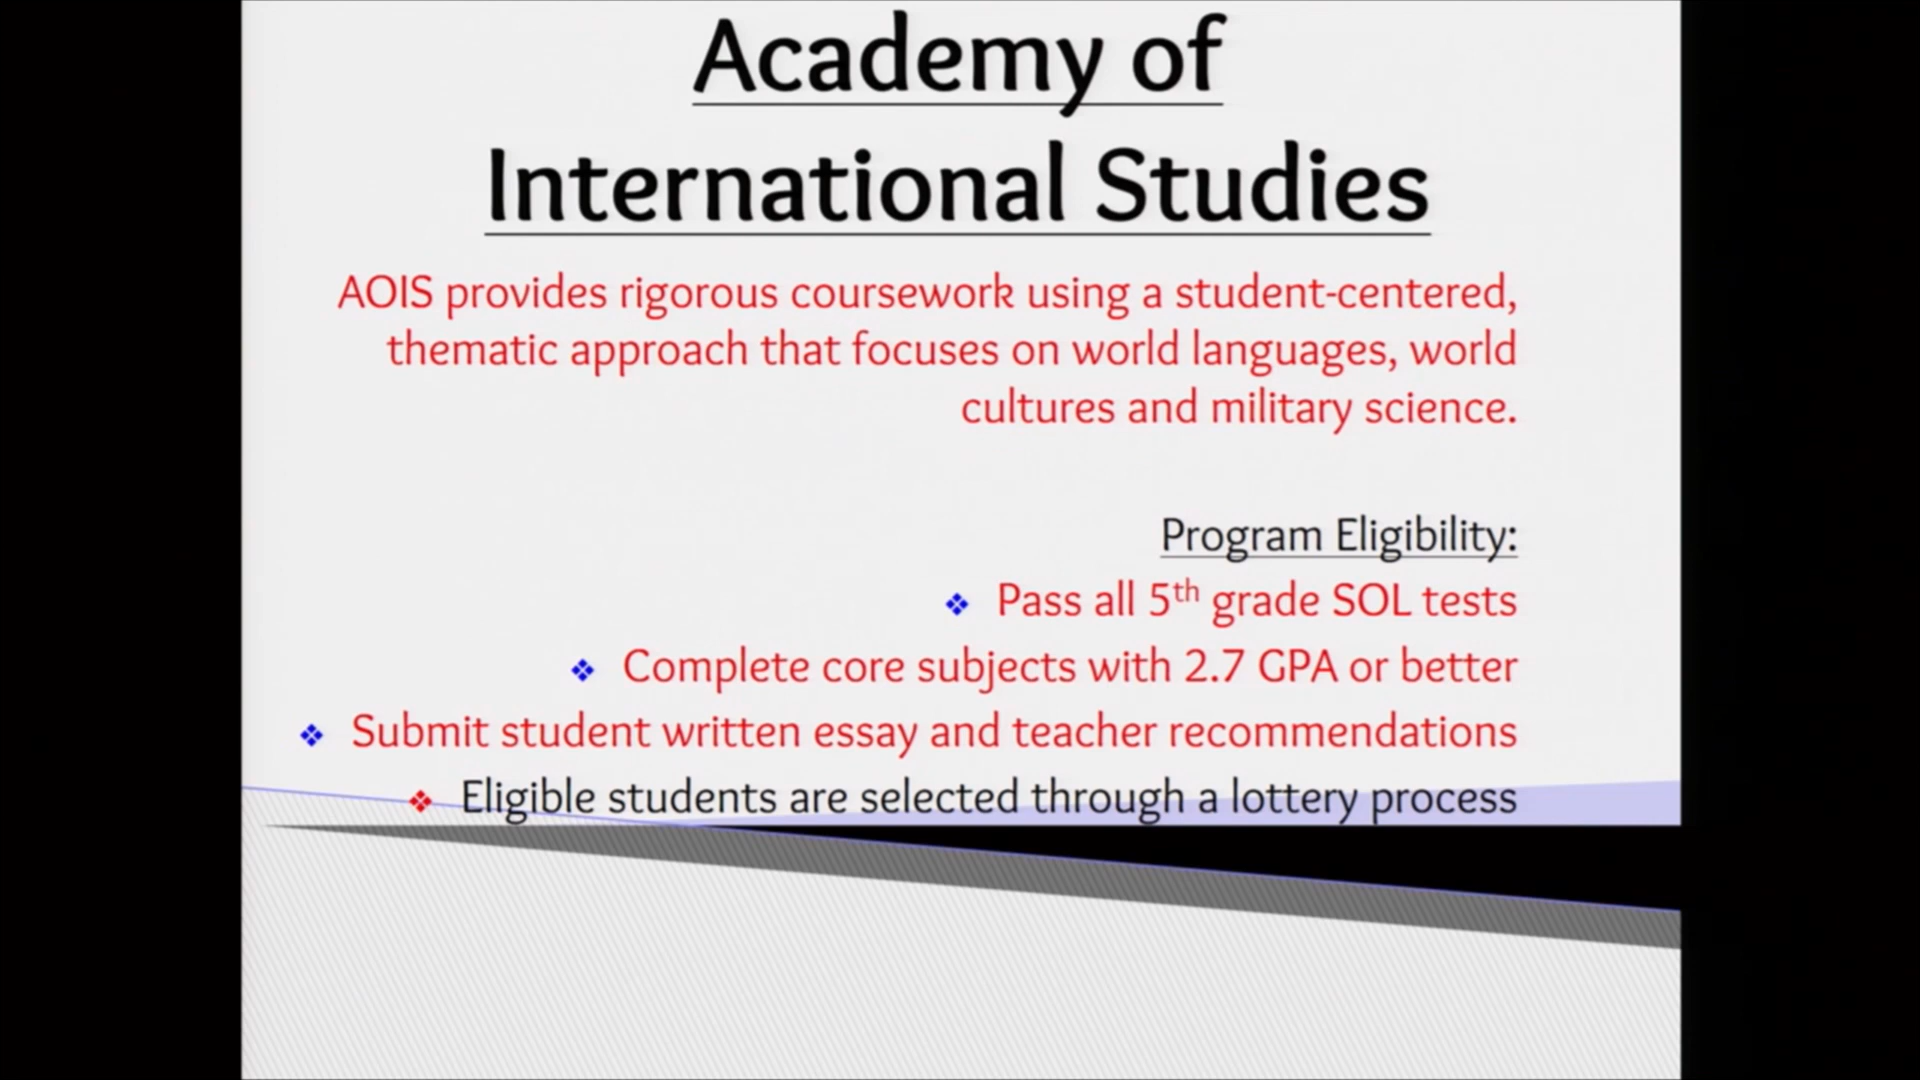 Academy of
International Studies
AOIS provides rigorous coursework using a student-centered,
thematic approach that focuses on world languages, world
cultures and military science.
Program Eligibility:
❖ Pass all 5th grade SOL tests
❖ Complete core subjects with 2.7 GPA or better
❖ Submit student written essay and teacher recommendations
❖ Eligible students are selected through a lottery process